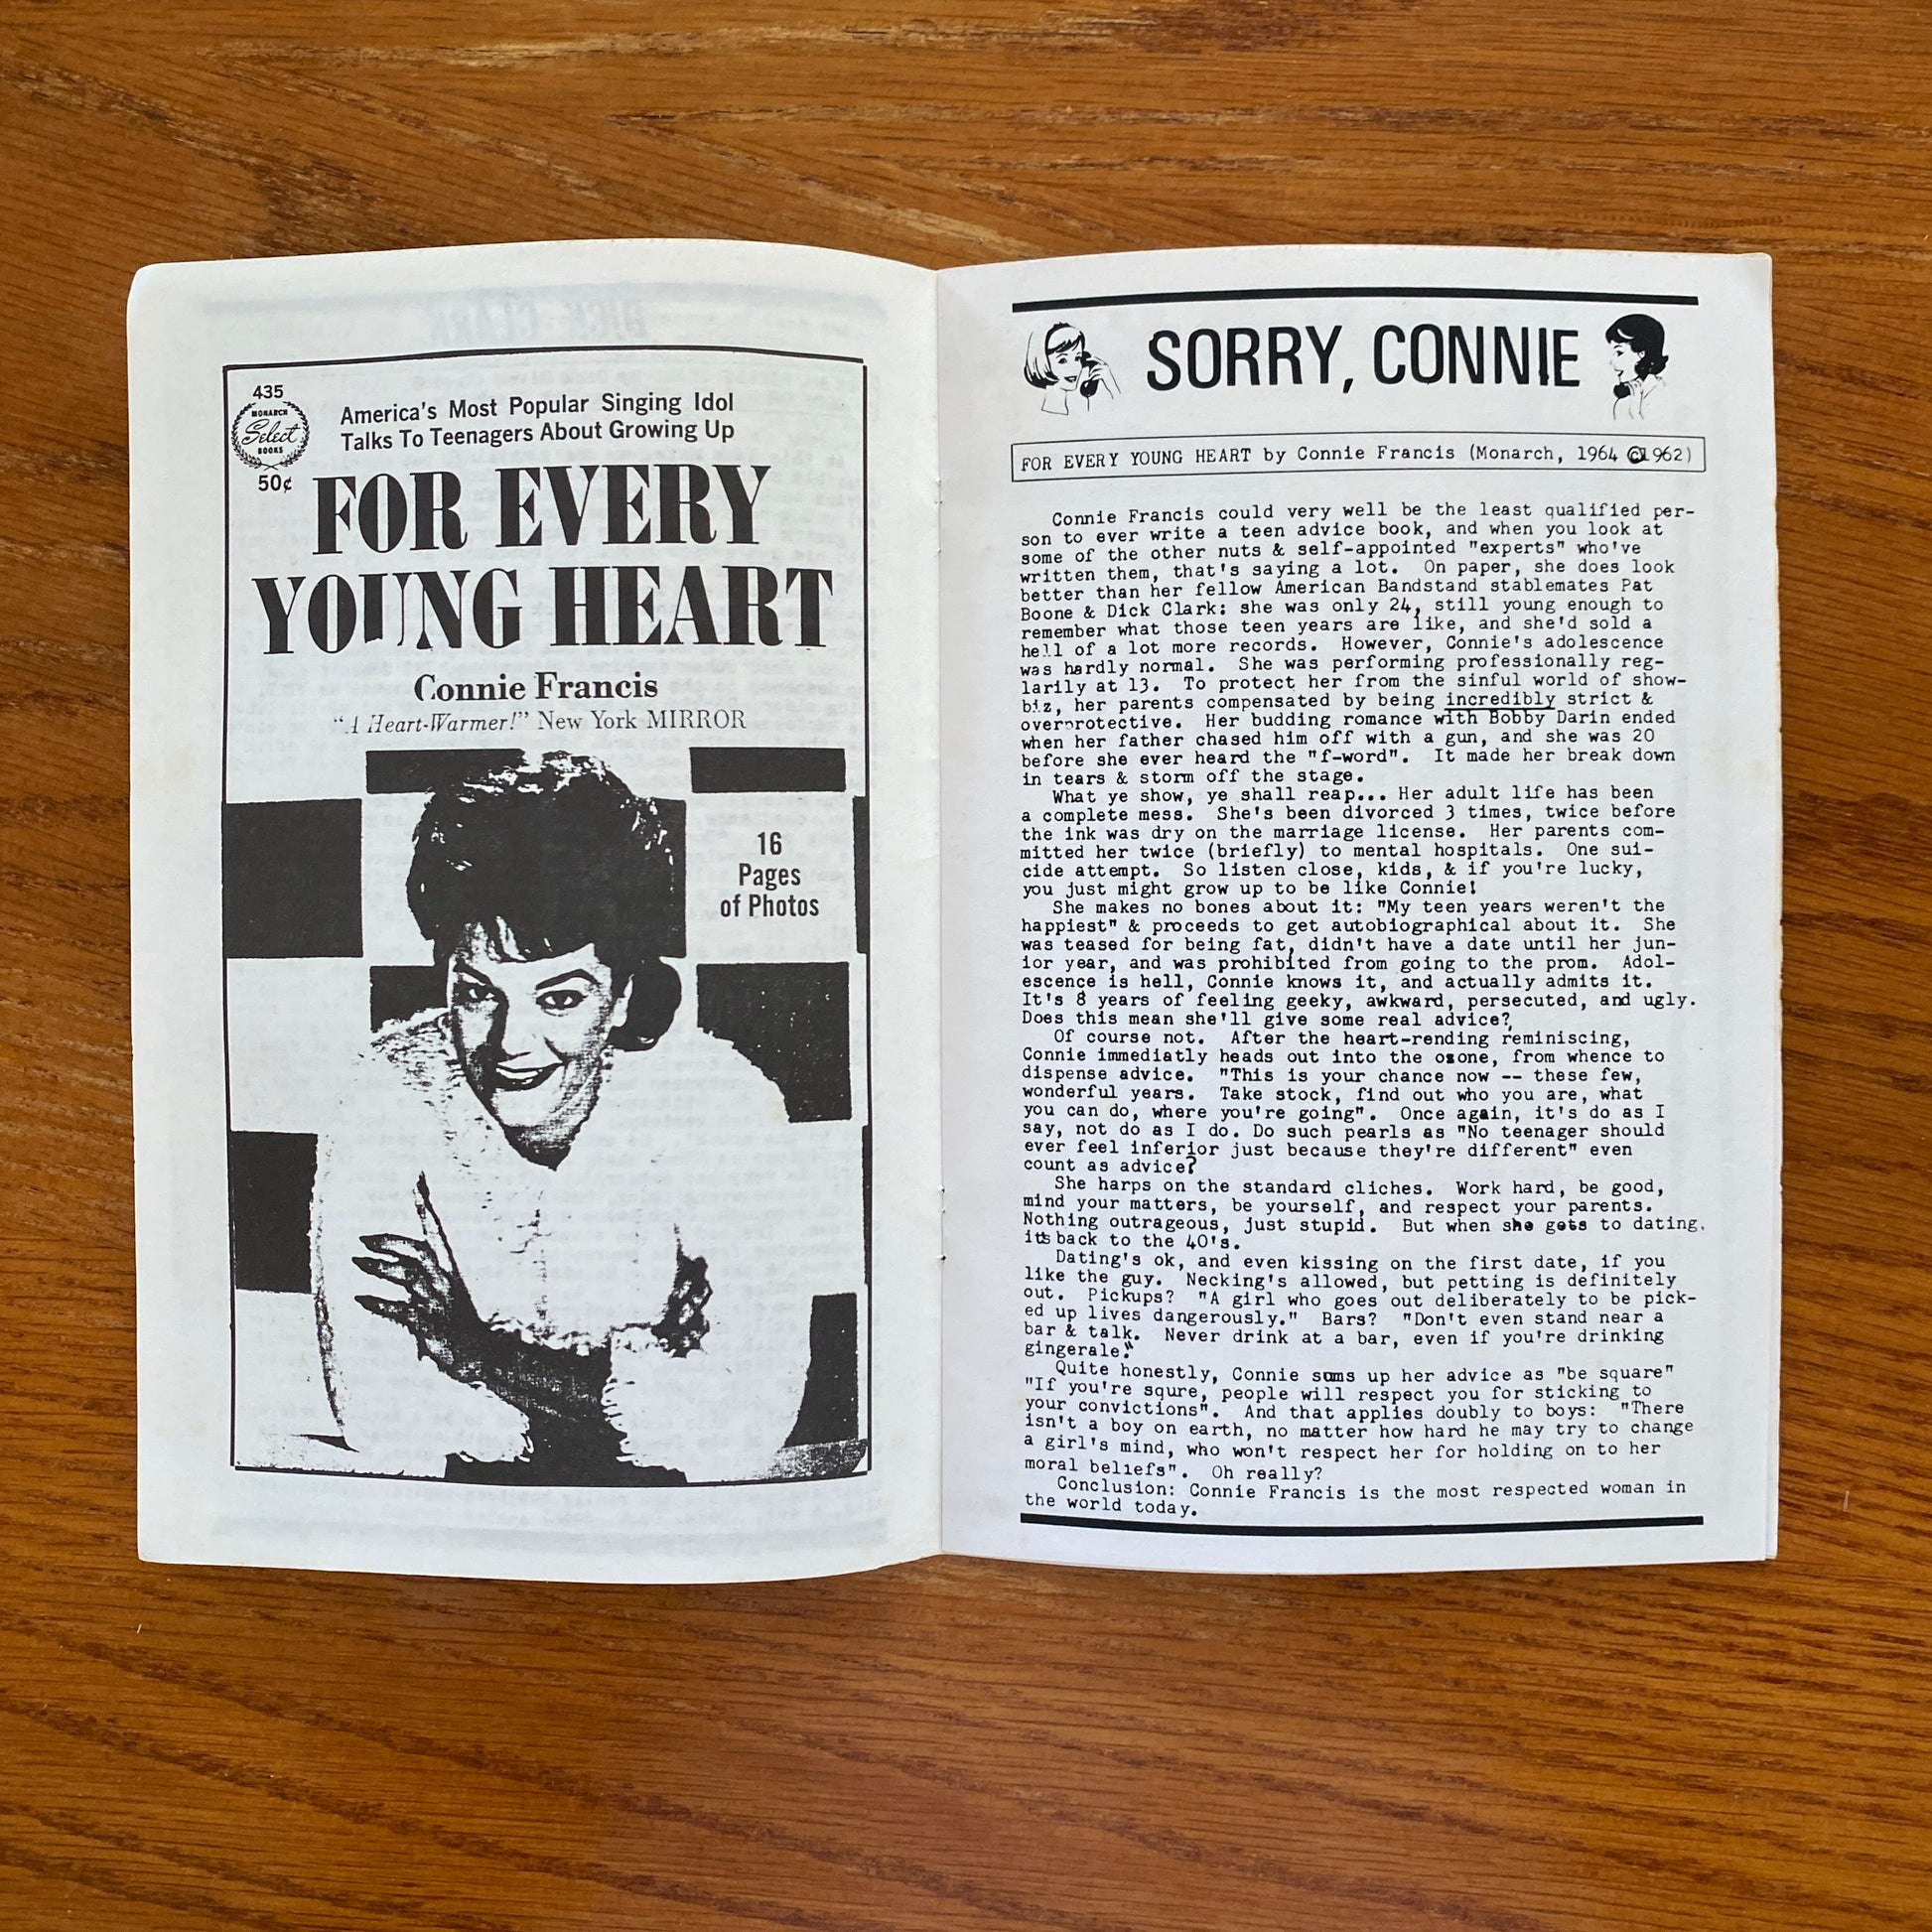 435
MONARCH
Select
BOOKS
50¢
America's Most Popular Singing Idol
Talks To Teenagers About Growing Up
FOR EVERY
YOUNG HEART
Connie Francis
"A Heart-Warmer!" New York MIRROR
16
Pages
of Photos
SORRY, CONNIE
FOR EVERY YOUNG HEART by Connie Francis (Monarch, 1964 ©1962)
Connie Francis could very well be the least qualified per-
son to ever write a teen advice book, and when you look at
some of the other nuts & self-appointed "experts" who've
written them, that's saying a lot. On paper, she does look
better than her fellow American Bandstand stablemates Pat
Boone & Dick Clark: she was only 24, still young enough to
remember what those teen years are like, and she'd sold a
hell of a lot more records. However, Connie's adolescence
was hardly normal. She was performing professionally reg-
larily at 13. To protect her from the sinful world of show-
biz, her parents compensated by being incredibly strict &
overprotective. Her budding romance with Bobby Darin ended
when her father chased him off with a gun, and she was 20
before she ever heard the "f-word". It made her break down
in tears & storm off the stage.
What ye show, ye shall reap... Her adult life has been
a complete mess. She's been divorced 3 times, twice before
the ink was dry on the marriage license. Her parents com-
mitted her twice (briefly) to mental hospitals. One sui-
cide attempt. So listen close, kids, & if you're lucky,
you just might grow up to be like Connie!
She makes no bones about it: "My teen years weren't the
happiest" & proceeds to get autobiographical about it. She
was teased for being fat, didn't have a date until her jun-
ior year, and was prohibited from going to the prom. Adol-
escence is hell, Connie knows it, and actually admits it.
It's 8 years of feeling geeky, awkward, persecuted, and ugly.
Does this mean she'll give some real advice?
Of course not. After the heart-rending reminiscing,
Connie immediatly heads out into the ozone, from whence to
dispense advice. "This is your chance now -- these few,
wonderful years. Take stock, find out who you are, what
you can do, where you're going". Once again, it's do as I
say, not do as I do. Do such pearls as "No teenager should
ever feel inferior just because they're different" even
count as advice?
She harps on the standard cliches. Work hard, be good,
mind your matters, be yourself, and respect your parents.
Nothing outrageous, just stupid. But when she gets to dating,
its back to the 40's.
Dating's ok, and even kissing on the first date, if you
like the guy. Necking's allowed, but petting is definitely
out. Pickups? "A girl who goes out deliberately to be pick-
ed up lives dangerously." Bars? "Don't even stand near a
bar & talk. Never drink at a bar, even if you're drinking
gingerale."
Quite honestly, Connie sums up her advice as "be square"
"If you're squre, people will respect you for sticking to
your convictions". And that applies doubly to boys: "There
isn't a boy on earth, no matter how hard he may try to change
a girl's mind, who won't respect her for holding on to her
moral beliefs". Oh really?
Conclusion: Connie Francis is the most respected woman in
the world today.